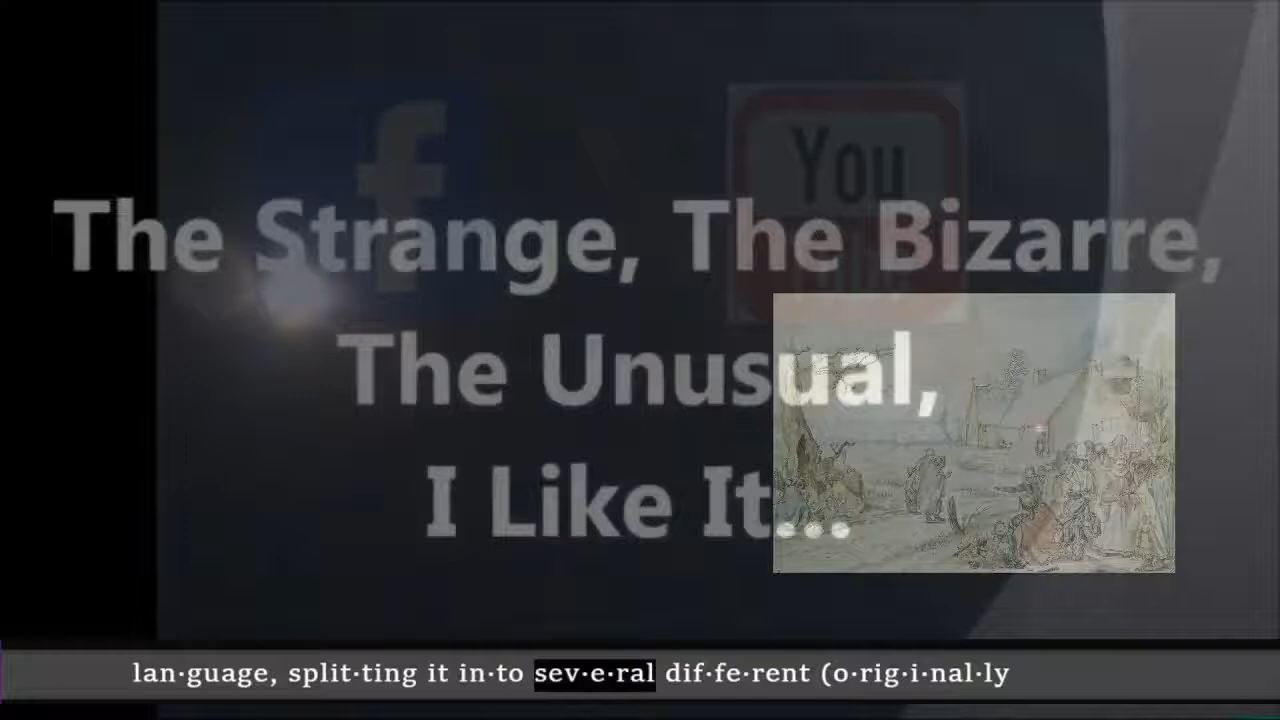 f
You
The Strange, The Bizarre,
The Unusual,
I Like It...
lan·guage, split·ting it in·to sev·e·ral dif·fe·rent (o·rig·i·nal·ly